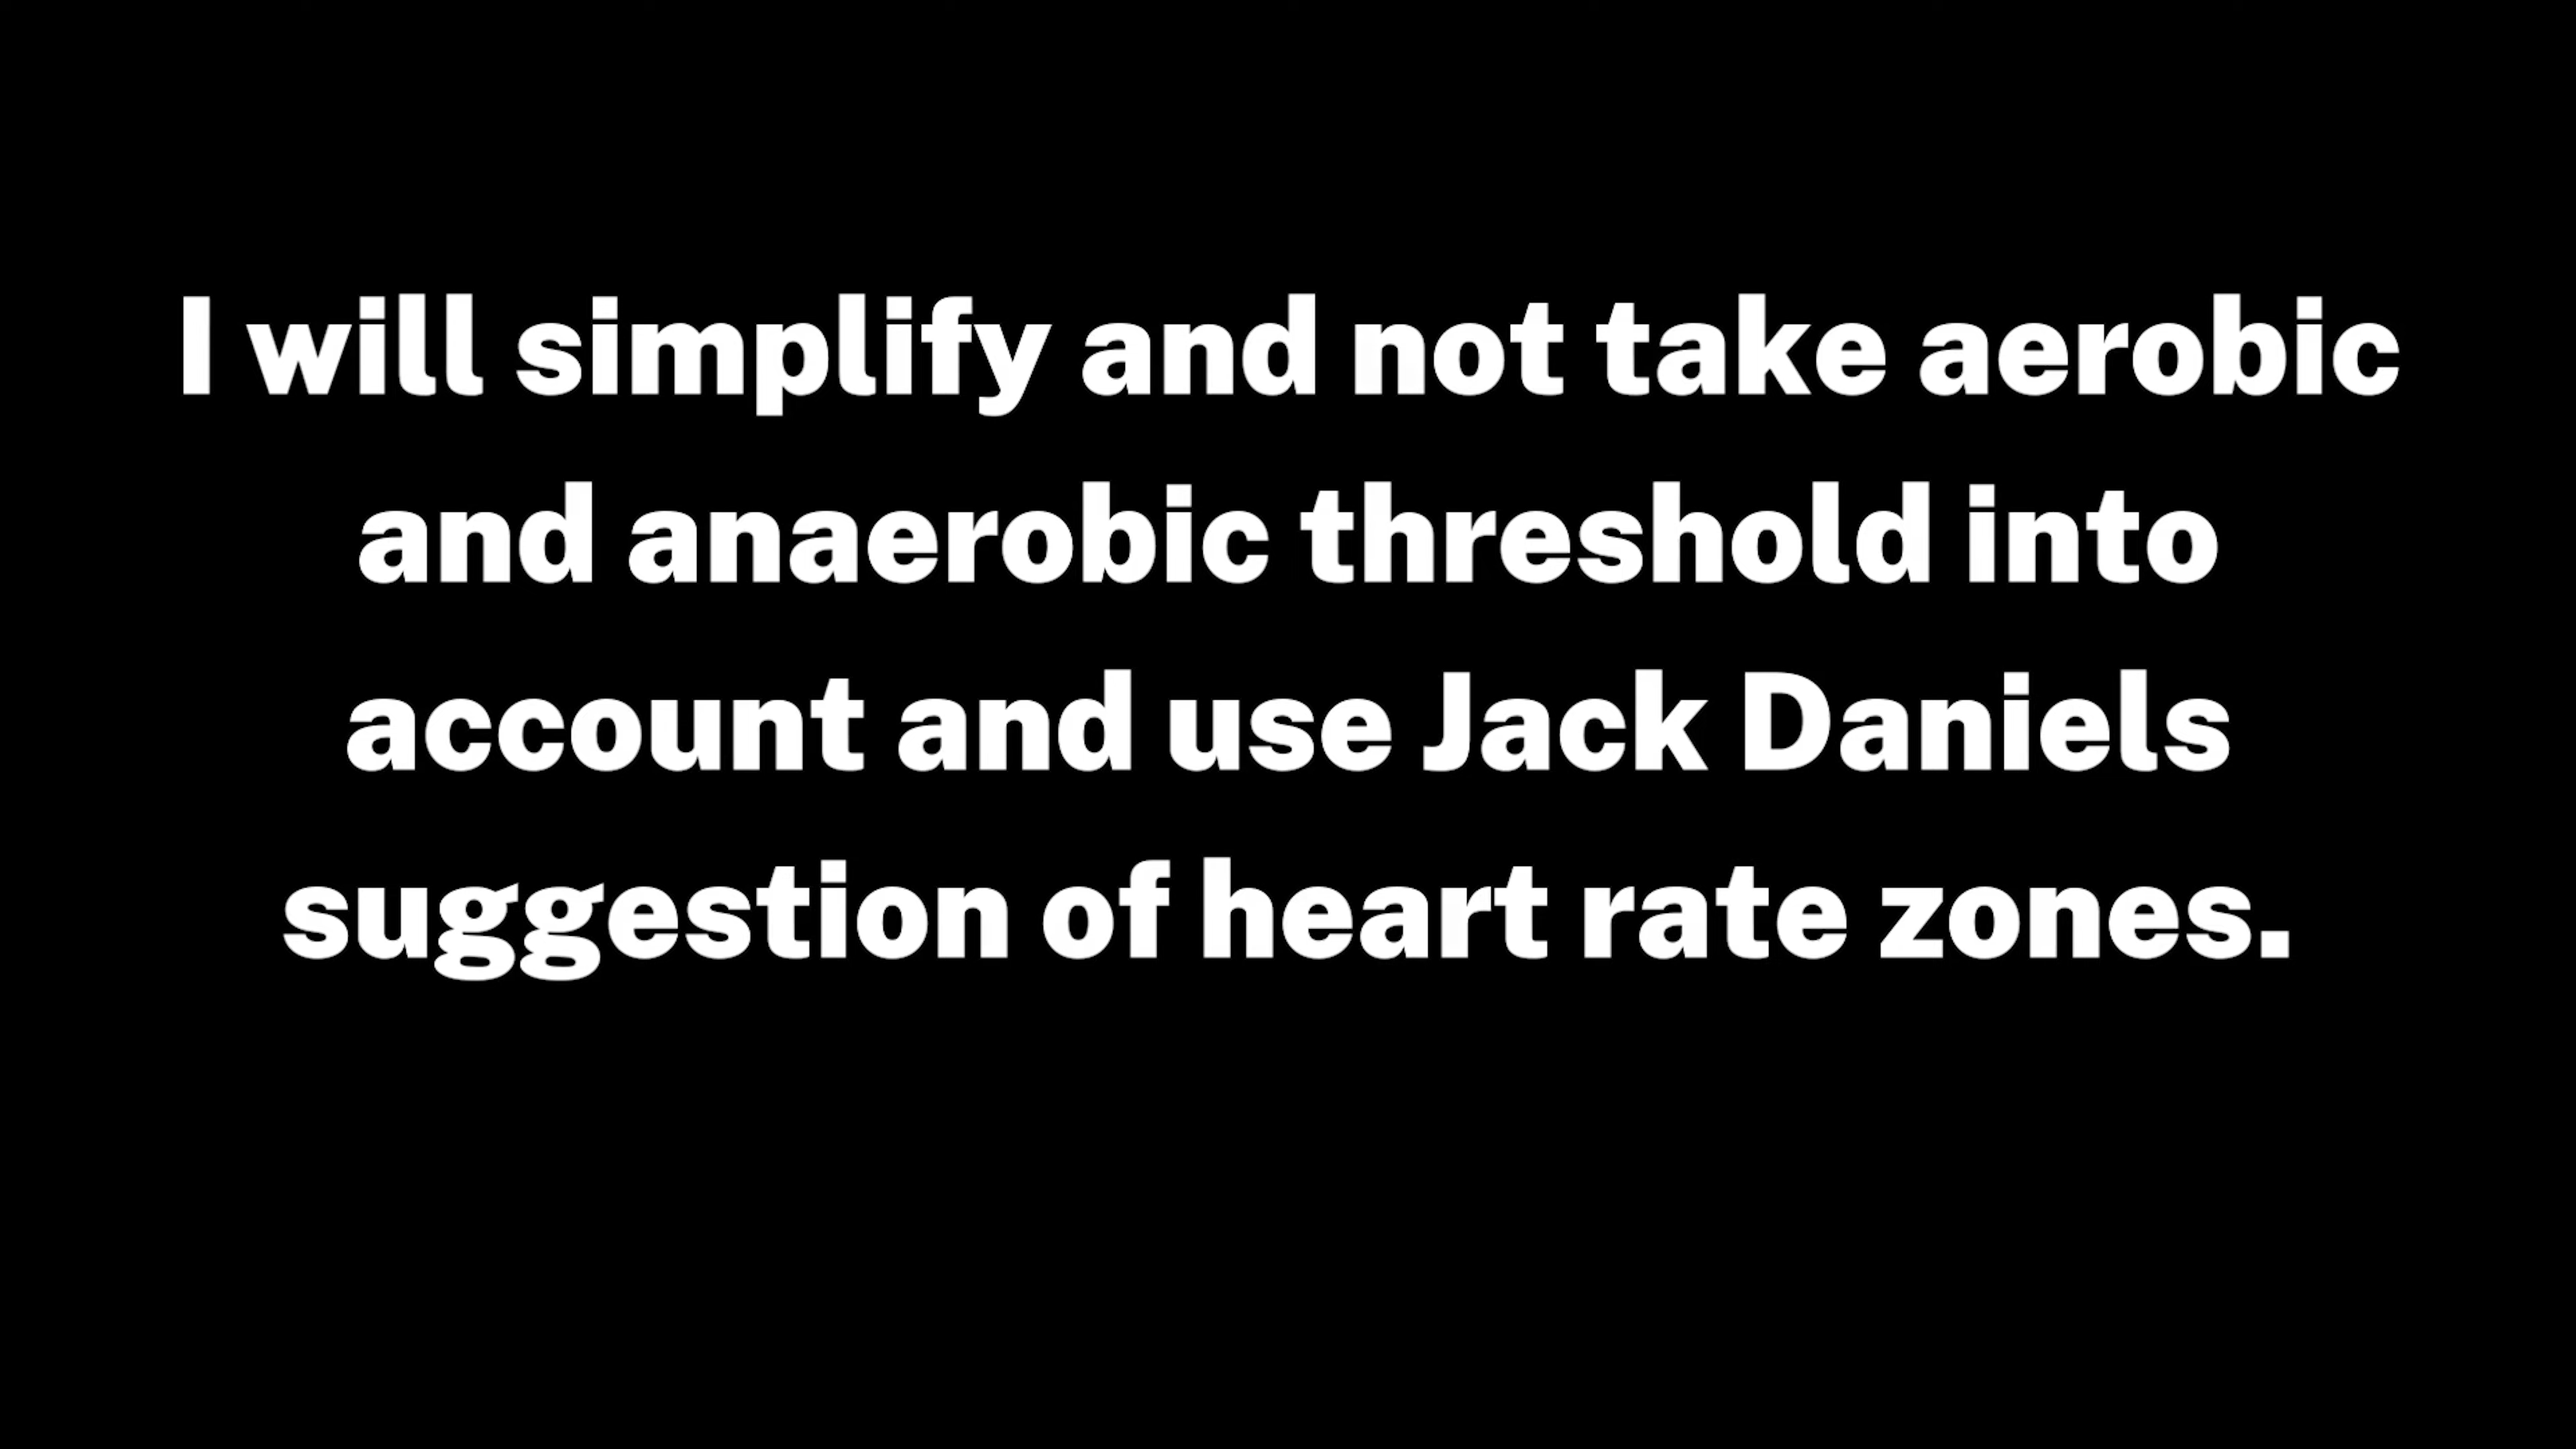 I will simplify and not take aerobic
and anaerobic threshold into
account and use Jack Daniels
suggestion of heart rate zones.